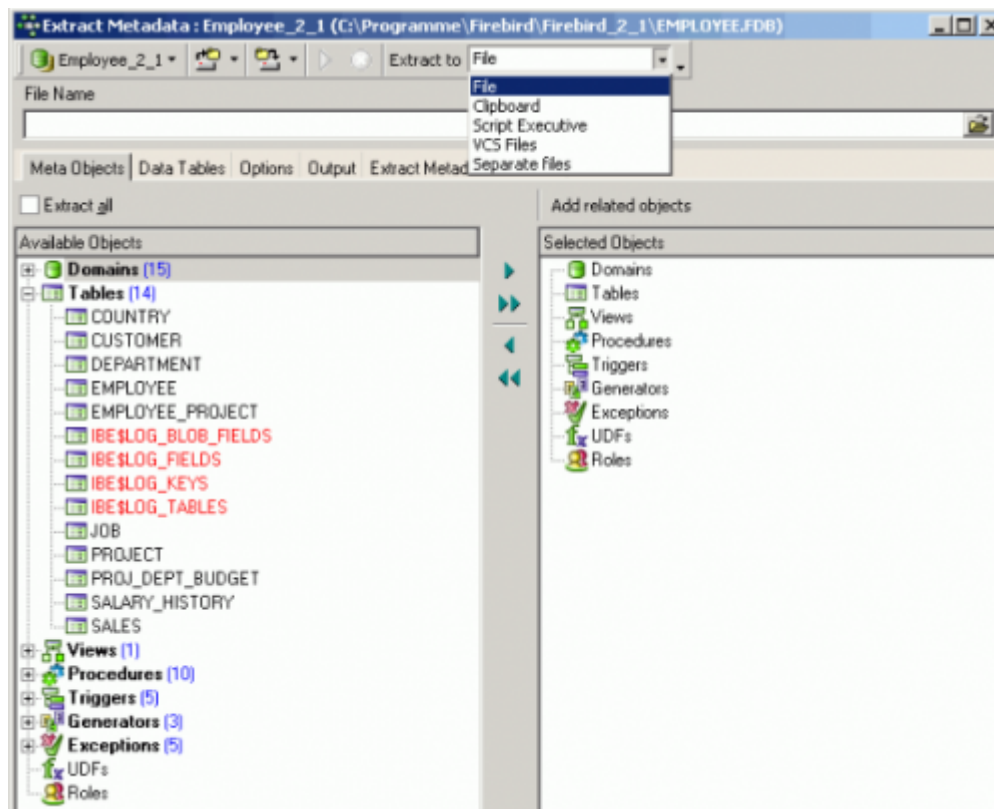 Extract Metadata : Employee_2_1 (C:\Programme\Firebird\Firebird_2_1\EMPLOYEE.FDB)
Employee_2_1 Extract to File
File
Clipboard
Script Executive
VCS Files
Separate files
File Name
Meta Objects Data Tables Options Output Extract Metad
Extract all Add related objects
Available Objects Selected Objects
Domains (15)
Tables (14)
COUNTRY
CUSTOMER
DEPARTMENT
EMPLOYEE
EMPLOYEE_PROJECT
IBE$LOG_BLOB_FIELDS
IBE$LOG_FIELDS
IBE$LOG_KEYS
IBE$LOG_TABLES
JOB
PROJECT
PROJ_DEPT_BUDGET
SALARY_HISTORY
SALES
Views (1)
Procedures (10)
Triggers (5)
Generators (3)
Exceptions (5)
UDFs
Roles
Domains
Tables
Views
Procedures
Triggers
Generators
Exceptions
UDFs
Roles